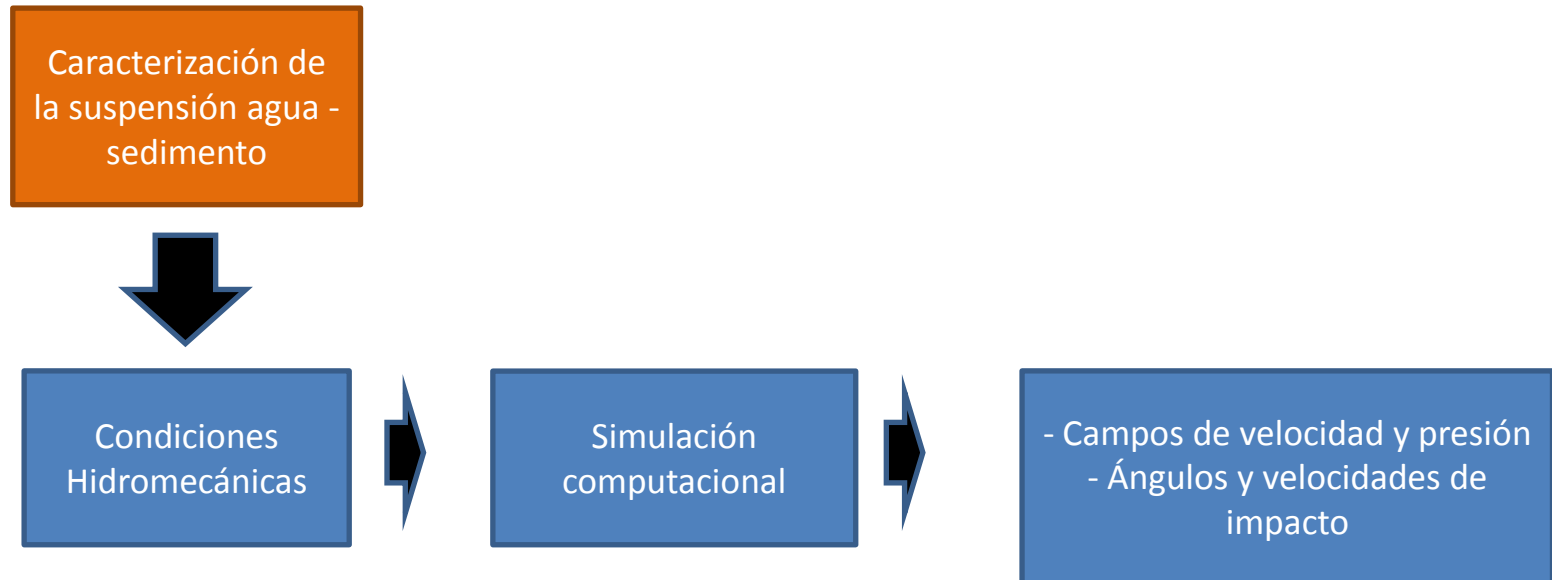 Caracterización de
la suspensión agua -
sedimento
Condiciones
Hidromecánicas
Simulación
computacional
- Campos de velocidad y presión
- Ángulos y velocidades de
impacto